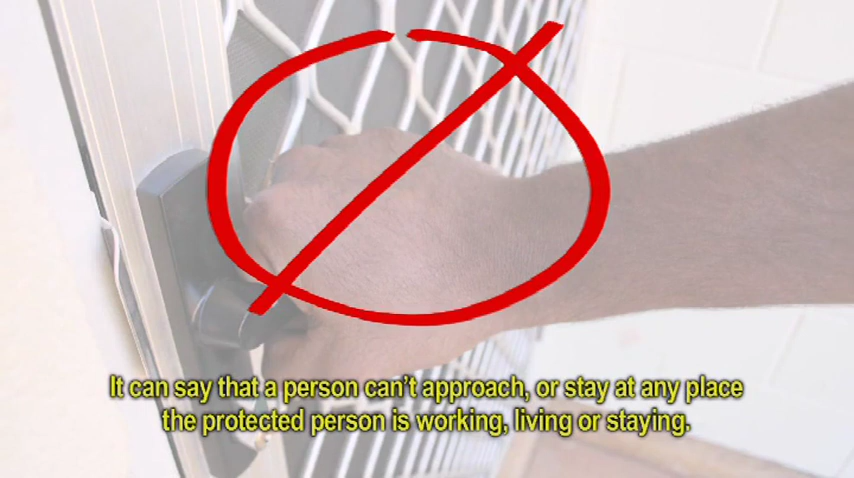 It can say that a person can't approach, or stay at any place
the protected person is working, living or staying.